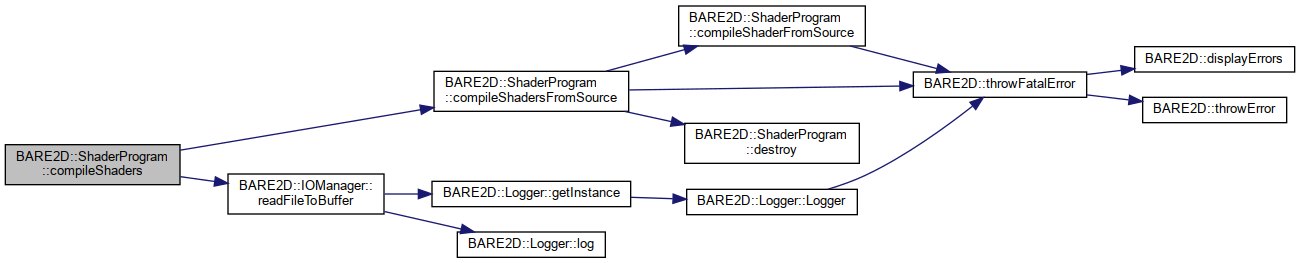 BARE2D::ShaderProgram
::compileShaders
BARE2D::ShaderProgram
::compileShadersFromSource
BARE2D::IOManager::
readFileToBuffer
BARE2D::ShaderProgram
::compileShaderFromSource
BARE2D::ShaderProgram
::destroy
BARE2D::Logger::getInstance
BARE2D::Logger::log
BARE2D::Logger::Logger
BARE2D::throwFatalError
BARE2D::displayErrors
BARE2D::throwError